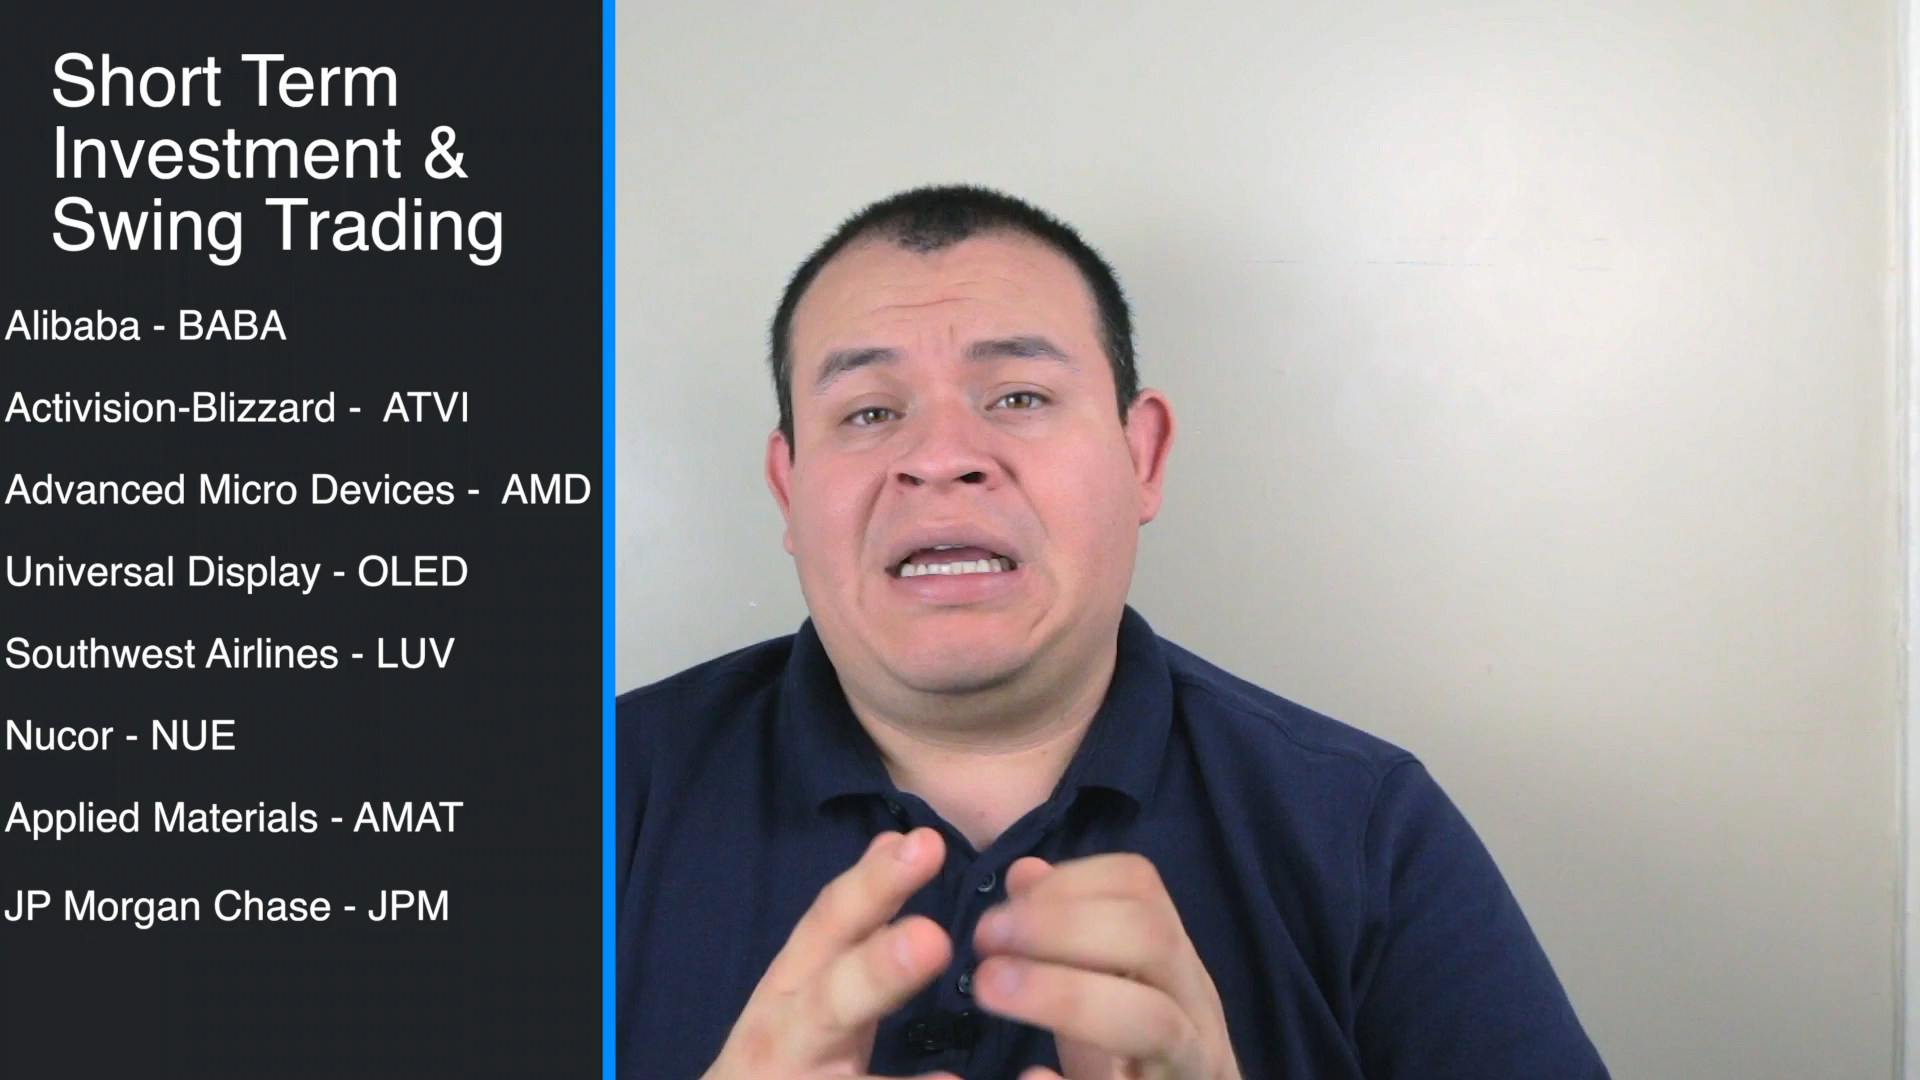 Short Term
Investment &
Swing Trading
Alibaba - BABA
Activision-Blizzard -  ATVI
Advanced Micro Devices -  AMD
Universal Display - OLED
Southwest Airlines - LUV
Nucor - NUE
Applied Materials - AMAT
JP Morgan Chase - JPM